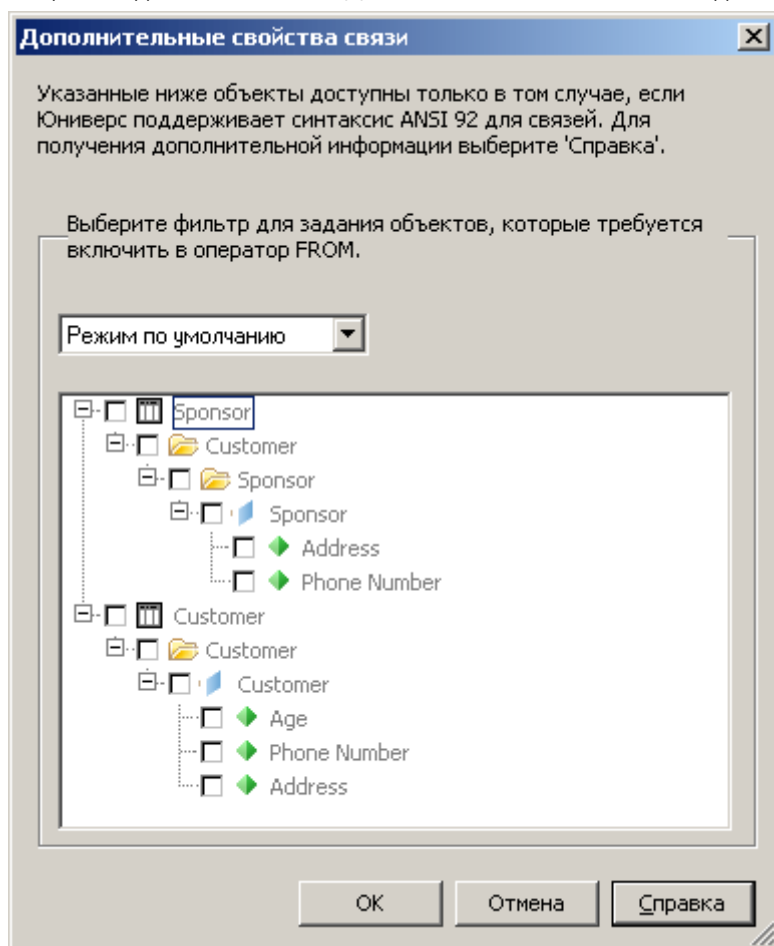 Дополнительные свойства связи
Указанные ниже объекты доступны только в том случае, если
Юниверс поддерживает синтаксис ANSI 92 для связей. Для
получения дополнительной информации выберите 'Справка'.
Выберите фильтр для задания объектов, которые требуется
включить в оператор FROM.
Режим по умолчанию
Sponsor
Customer
Sponsor
Sponsor
Address
Phone Number
Customer
Customer
Customer
Age
Phone Number
Address
OK Отмена Справка